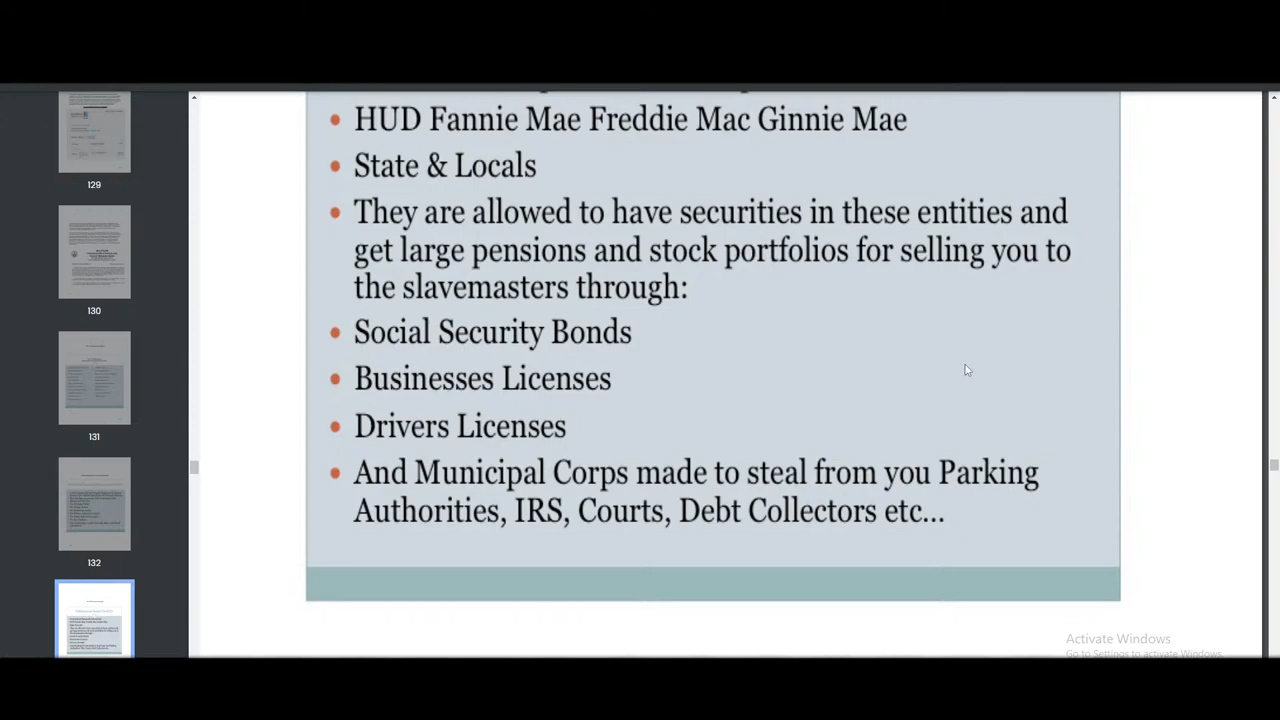 HUD Fannie Mae Freddie Mac Ginnie Mae
State & Locals
They are allowed to have securities in these entities and
get large pensions and stock portfolios for selling you to
the slavemasters through:
Social Security Bonds
Businesses Licenses
Drivers Licenses
And Municipal Corps made to steal from you Parking
Authorities, IRS, Courts, Debt Collectors etc...
129
130
131
132
Activate Windows
Go to Settings to activate Windows.